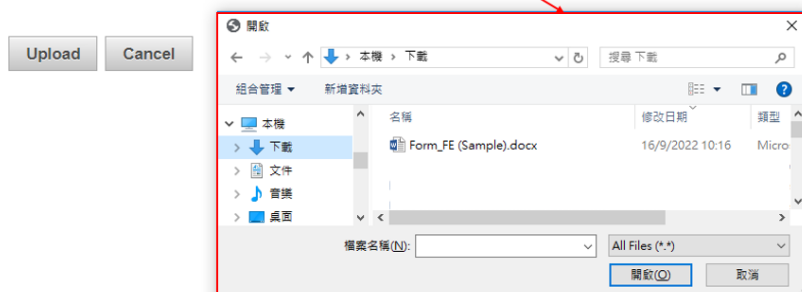 開啟
Upload
Cancel
本機 › 下載
搜尋 下載
組合管理
新增資料夾
名稱
修改日期
類型
本機
下載
Form_FE (Sample).docx
16/9/2022 10:16
Micro
文件
音樂
桌面
檔案名稱(N):
All Files (*.*)
開啟(O)
取消